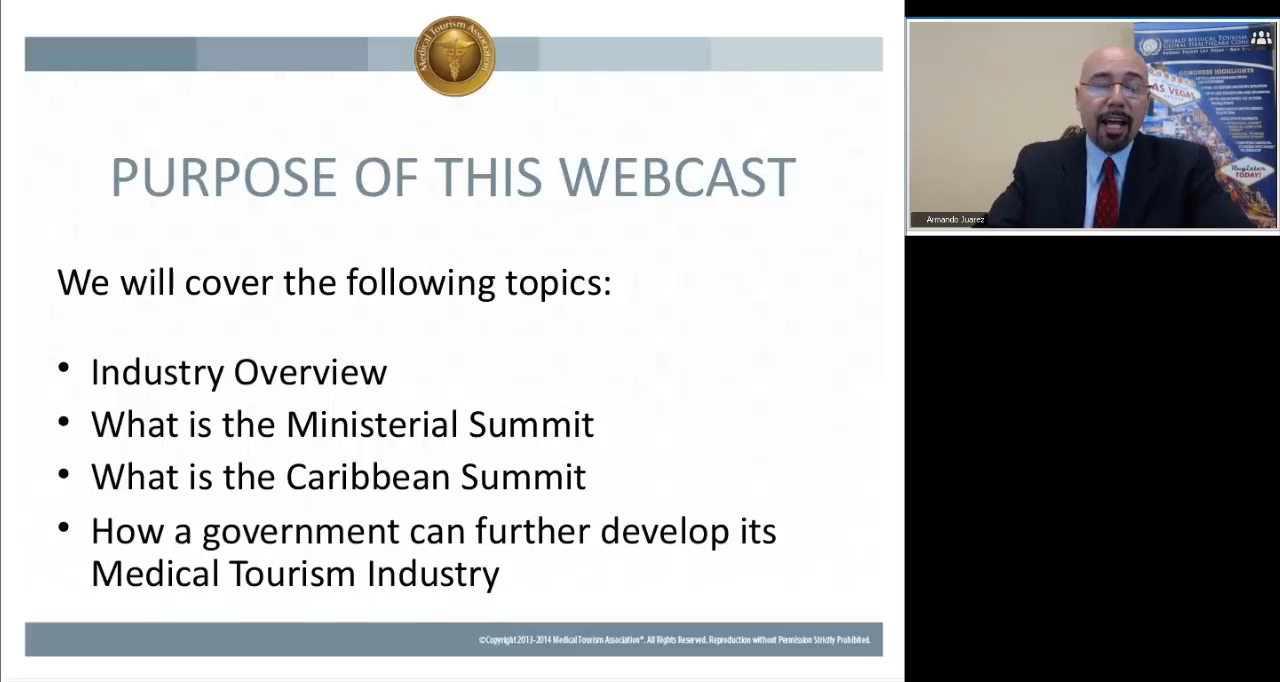 Medical Tourism Association
PURPOSE OF THIS WEBCAST
We will cover the following topics:
• Industry Overview
• What is the Ministerial Summit
• What is the Caribbean Summit
• How a government can further develop its
Medical Tourism Industry
©Copyright 2013-2014 Medical Tourism Association®. All Rights Reserved. Reproduction without Permission Strictly Prohibited.
WORLD MEDICAL TOURISM
GLOBAL HEALTHCARE
CONGRESS HIGHLIGHTS
LAS VEGAS
Register
TODAY!
Armando Juarez